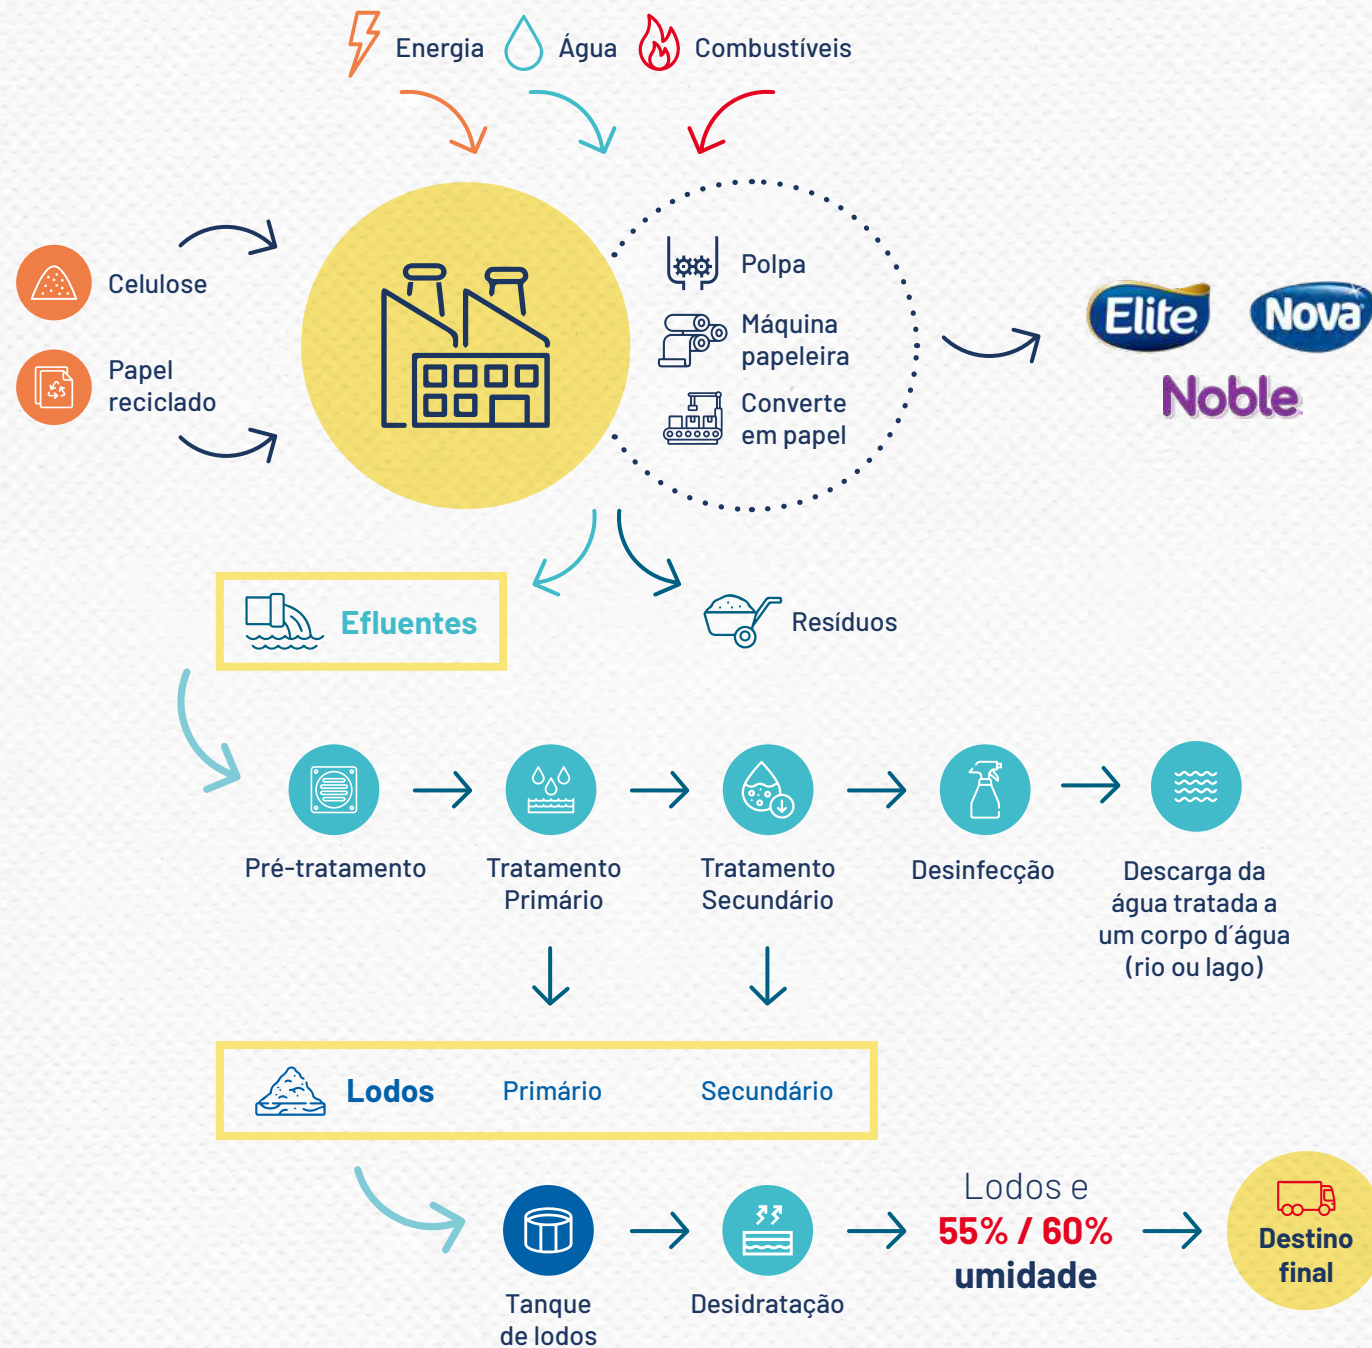 Energia
Água
Combustíveis
Celulose
Papel
reciclado
Polpa
Máquina
papeleira
Converte
em papel
Elite
Nova
Noble
Efluentes
Resíduos
Pré-tratamento
Tratamento
Primário
Tratamento
Secundário
Desinfecção
Descarga da
água tratada a
um corpo d´água
(rio ou lago)
Lodos
Primário
Secundário
Tanque
de lodos
Desidratação
Lodos e
55% / 60%
umidade
Destino
final